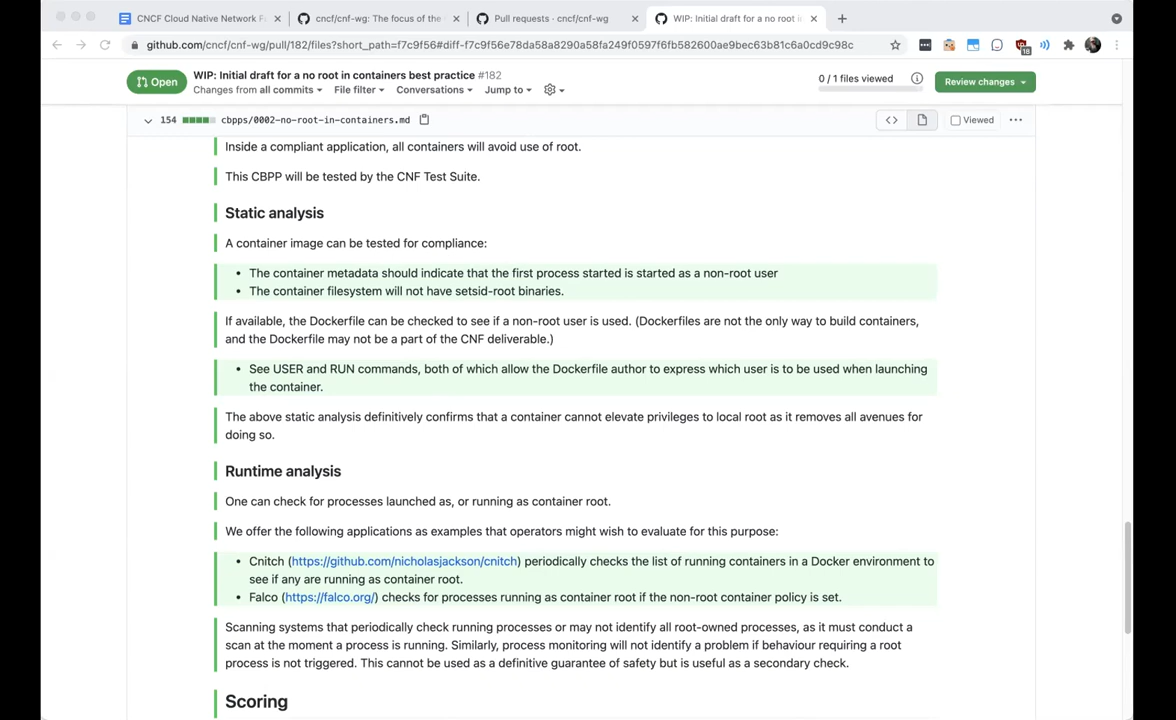 CNCF Cloud Native Network F
cncf/cnf-wg: The focus of the
Pull requests · cncf/cnf-wg
WIP: Initial draft for a no root i
github.com/cncf/cnf-wg/pull/182/files?short_path=f7c9f56#diff-f7c9f56e78da58a8290a58fa249f0597f6fb582600ae9bec63b81c6a0cd9c98c
18
Open
WIP: Initial draft for a no root in containers best practice #182
Changes from all commits
File filter
Conversations
Jump to
0 / 1 files viewed
Review changes
154
cbpps/0002-no-root-in-containers.md
Viewed
Inside a compliant application, all containers will avoid use of root.
This CBPP will be tested by the CNF Test Suite.
Static analysis
A container image can be tested for compliance:
• The container metadata should indicate that the first process started is started as a non-root user
• The container filesystem will not have setsid-root binaries.
If available, the Dockerfile can be checked to see if a non-root user is used. (Dockerfiles are not the only way to build containers,
and the Dockerfile may not be a part of the CNF deliverable.)
• See USER and RUN commands, both of which allow the Dockerfile author to express which user is to be used when launching
the container.
The above static analysis definitively confirms that a container cannot elevate privileges to local root as it removes all avenues for
doing so.
Runtime analysis
One can check for processes launched as, or running as container root.
We offer the following applications as examples that operators might wish to evaluate for this purpose:
• Cnitch (https://github.com/nicholasjackson/cnitch) periodically checks the list of running containers in a Docker environment to
see if any are running as container root.
• Falco (https://falco.org/) checks for processes running as container root if the non-root container policy is set.
Scanning systems that periodically check running processes or may not identify all root-owned processes, as it must conduct a
scan at the moment a process is running. Similarly, process monitoring will not identify a problem if behaviour requiring a root
process is not triggered. This cannot be used as a definitive guarantee of safety but is useful as a secondary check.
Scoring